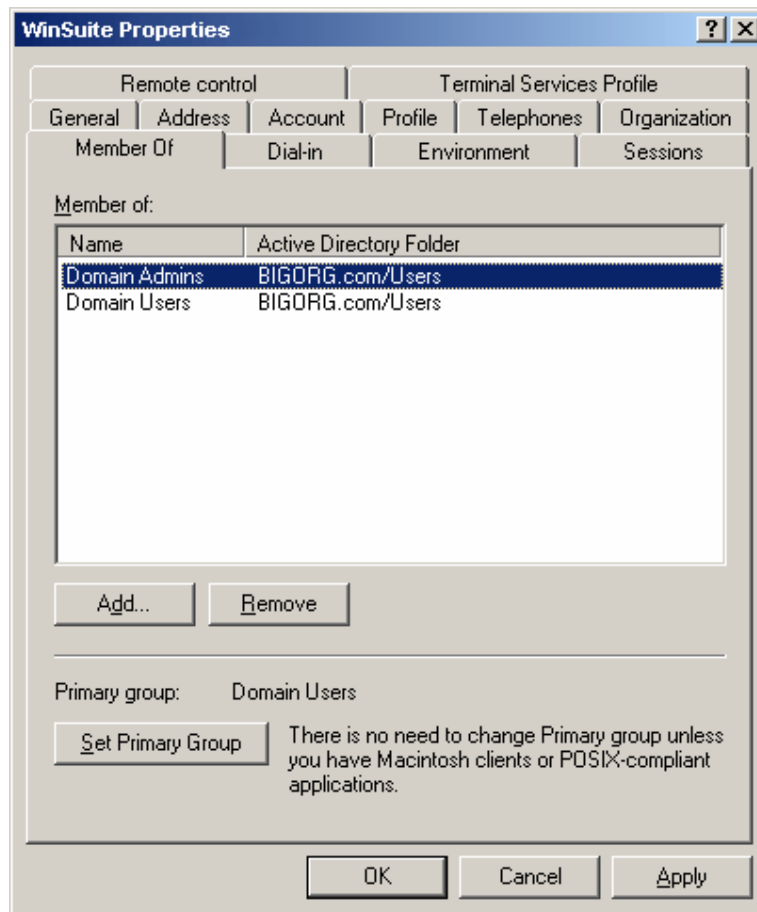 WinSuite Properties
Remote control Terminal Services Profile
General Address Account Profile Telephones Organization
Member Of Dial-in Environment Sessions
Member of:
Name Active Directory Folder
Domain Admins BIGORG.com/Users
Domain Users BIGORG.com/Users
Add... Remove
Primary group: Domain Users
Set Primary Group
There is no need to change Primary group unless
you have Macintosh clients or POSIX-compliant
applications.
OK Cancel Apply